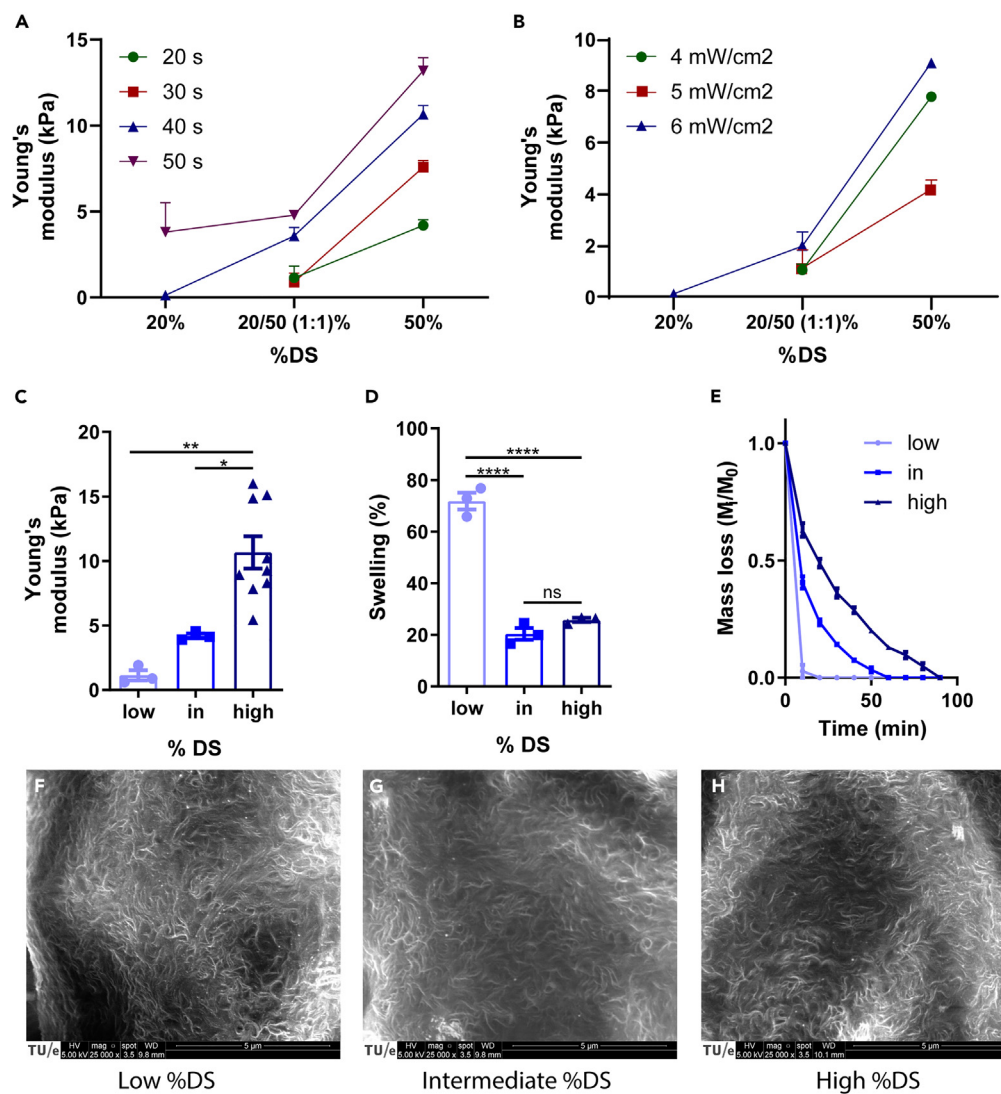 A
Young's
modulus (kPa)
15
10
5
0
20 s
30 s
40 s
50 s
20%
20/50 (1:1)%
50%
%DS
B
Young's
modulus (kPa)
10
8
6
4
2
0
4 mW/cm2
5 mW/cm2
6 mW/cm2
20%
20/50 (1:1)%
50%
%DS
C
Young's
modulus (kPa)
20
15
10
5
0
**
*
low
in
high
% DS
D
Swelling (%)
100
80
60
40
20
0
****
****
ns
low
in
high
% DS
E
Mass loss (Mᵢ/M₀)
1.0
0.5
0.0
low
in
high
0
50
100
Time (min)
F
TU/e
HV mag spot WD
5.00 kV 25 000 x 3.5 9.8 mm
5 µm
Low %DS
G
TU/e
HV mag spot WD
5.00 kV 25 000 x 3.5 9.8 mm
5 µm
Intermediate %DS
H
TU/e
HV mag spot WD
5.00 kV 25 000 x 3.5 10.1 mm
5 µm
High %DS